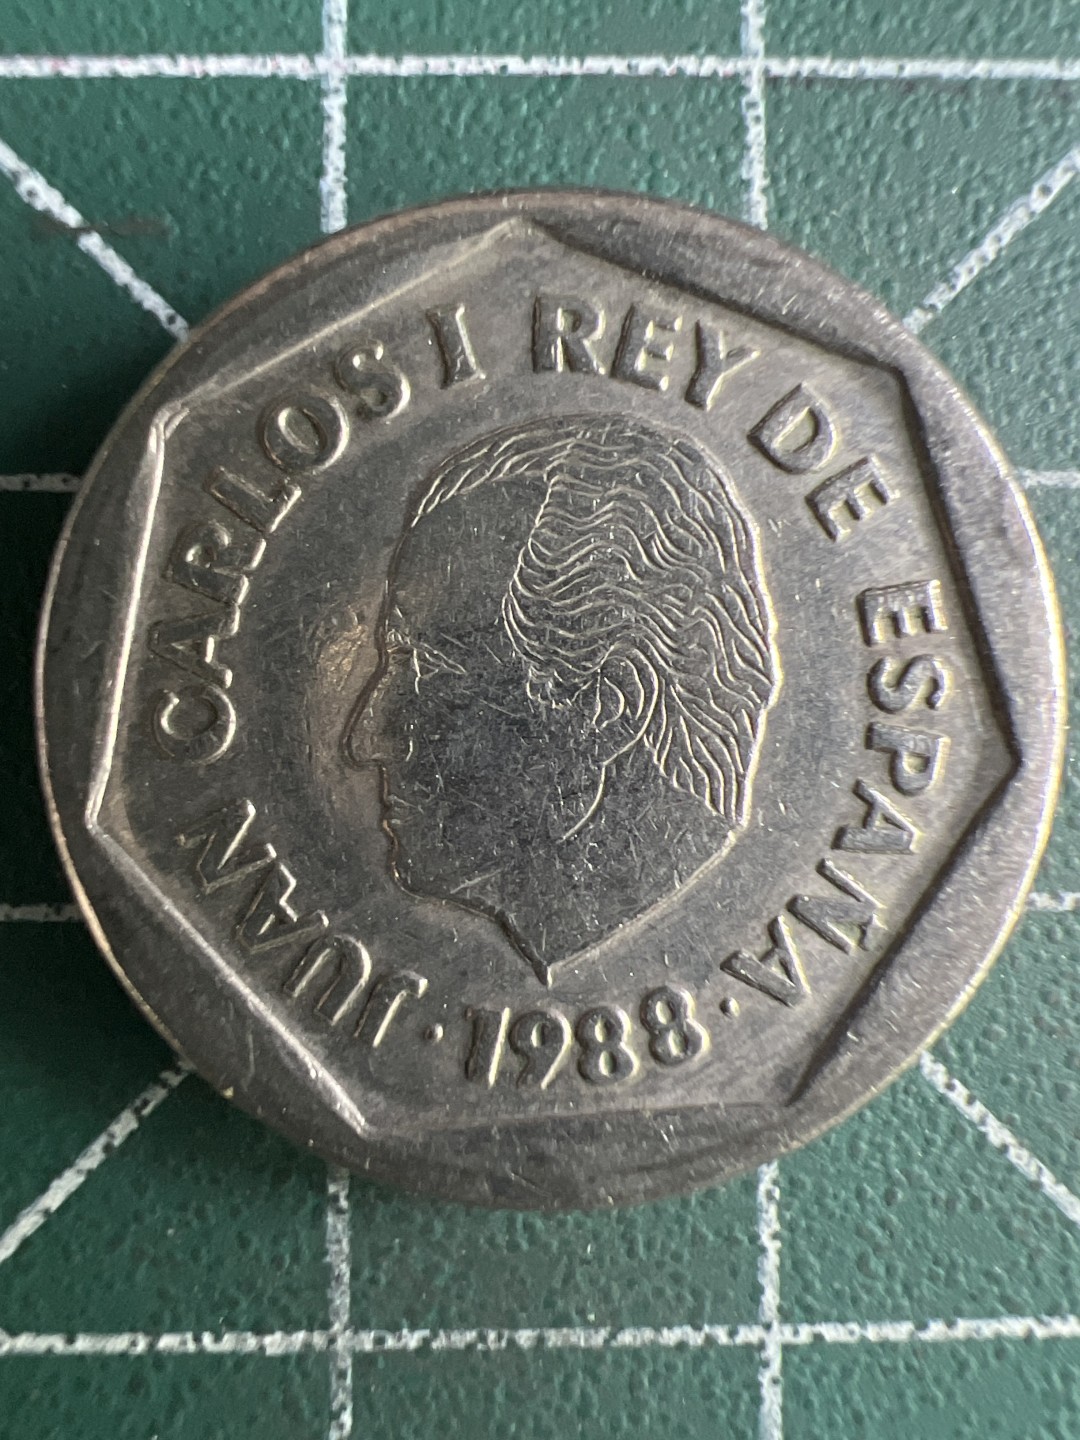 JUAN CARLOS I REY DE ESPAÑA
· 1988 ·